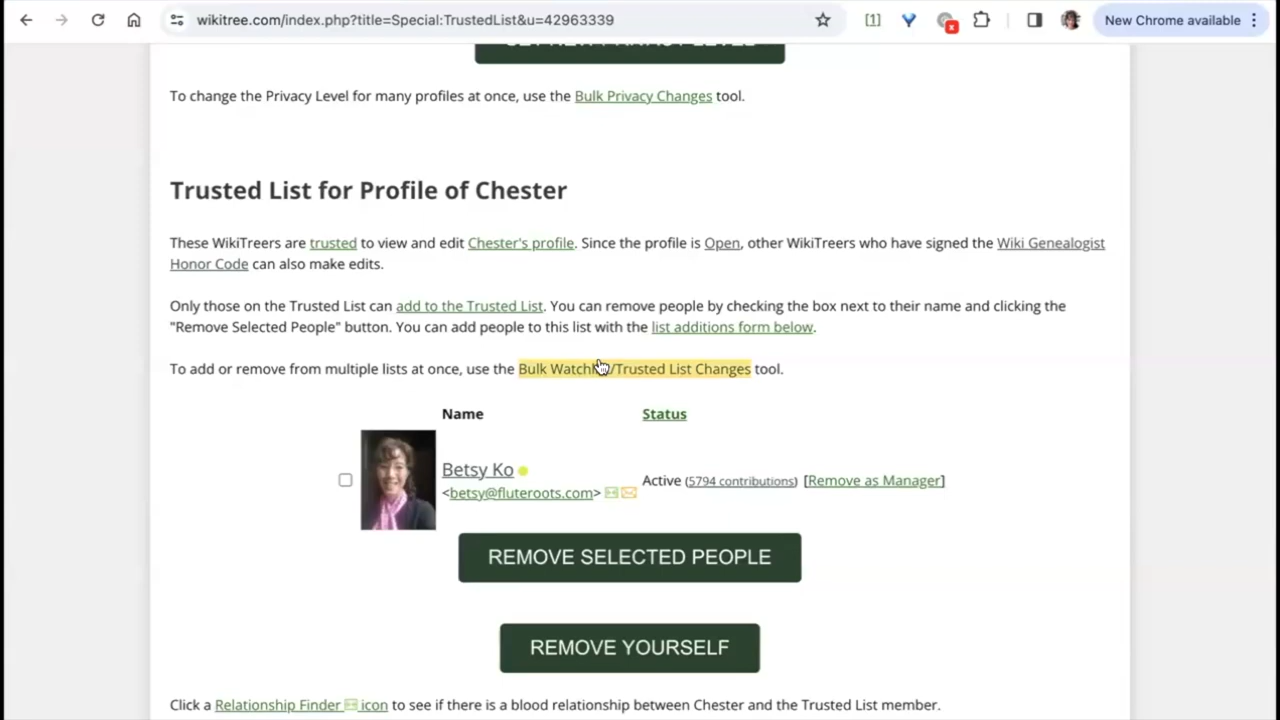 wikitree.com/index.php?title=Special:TrustedList&u=42963339
New Chrome available
To change the Privacy Level for many profiles at once, use the Bulk Privacy Changes tool.
Trusted List for Profile of Chester
These WikiTreers are trusted to view and edit Chester's profile. Since the profile is Open, other WikiTreers who have signed the Wiki Genealogist
Honor Code can also make edits.
Only those on the Trusted List can add to the Trusted List. You can remove people by checking the box next to their name and clicking the
"Remove Selected People" button. You can add people to this list with the list additions form below.
To add or remove from multiple lists at once, use the Bulk /Trusted List Changes tool.
Name Status
Betsy Ko
<betsy@fluteroots.com>
Active (5794 contributions) [Remove as Manager]
REMOVE SELECTED PEOPLE
REMOVE YOURSELF
Click a Relationship Finder icon to see if there is a blood relationship between Chester and the Trusted List member.